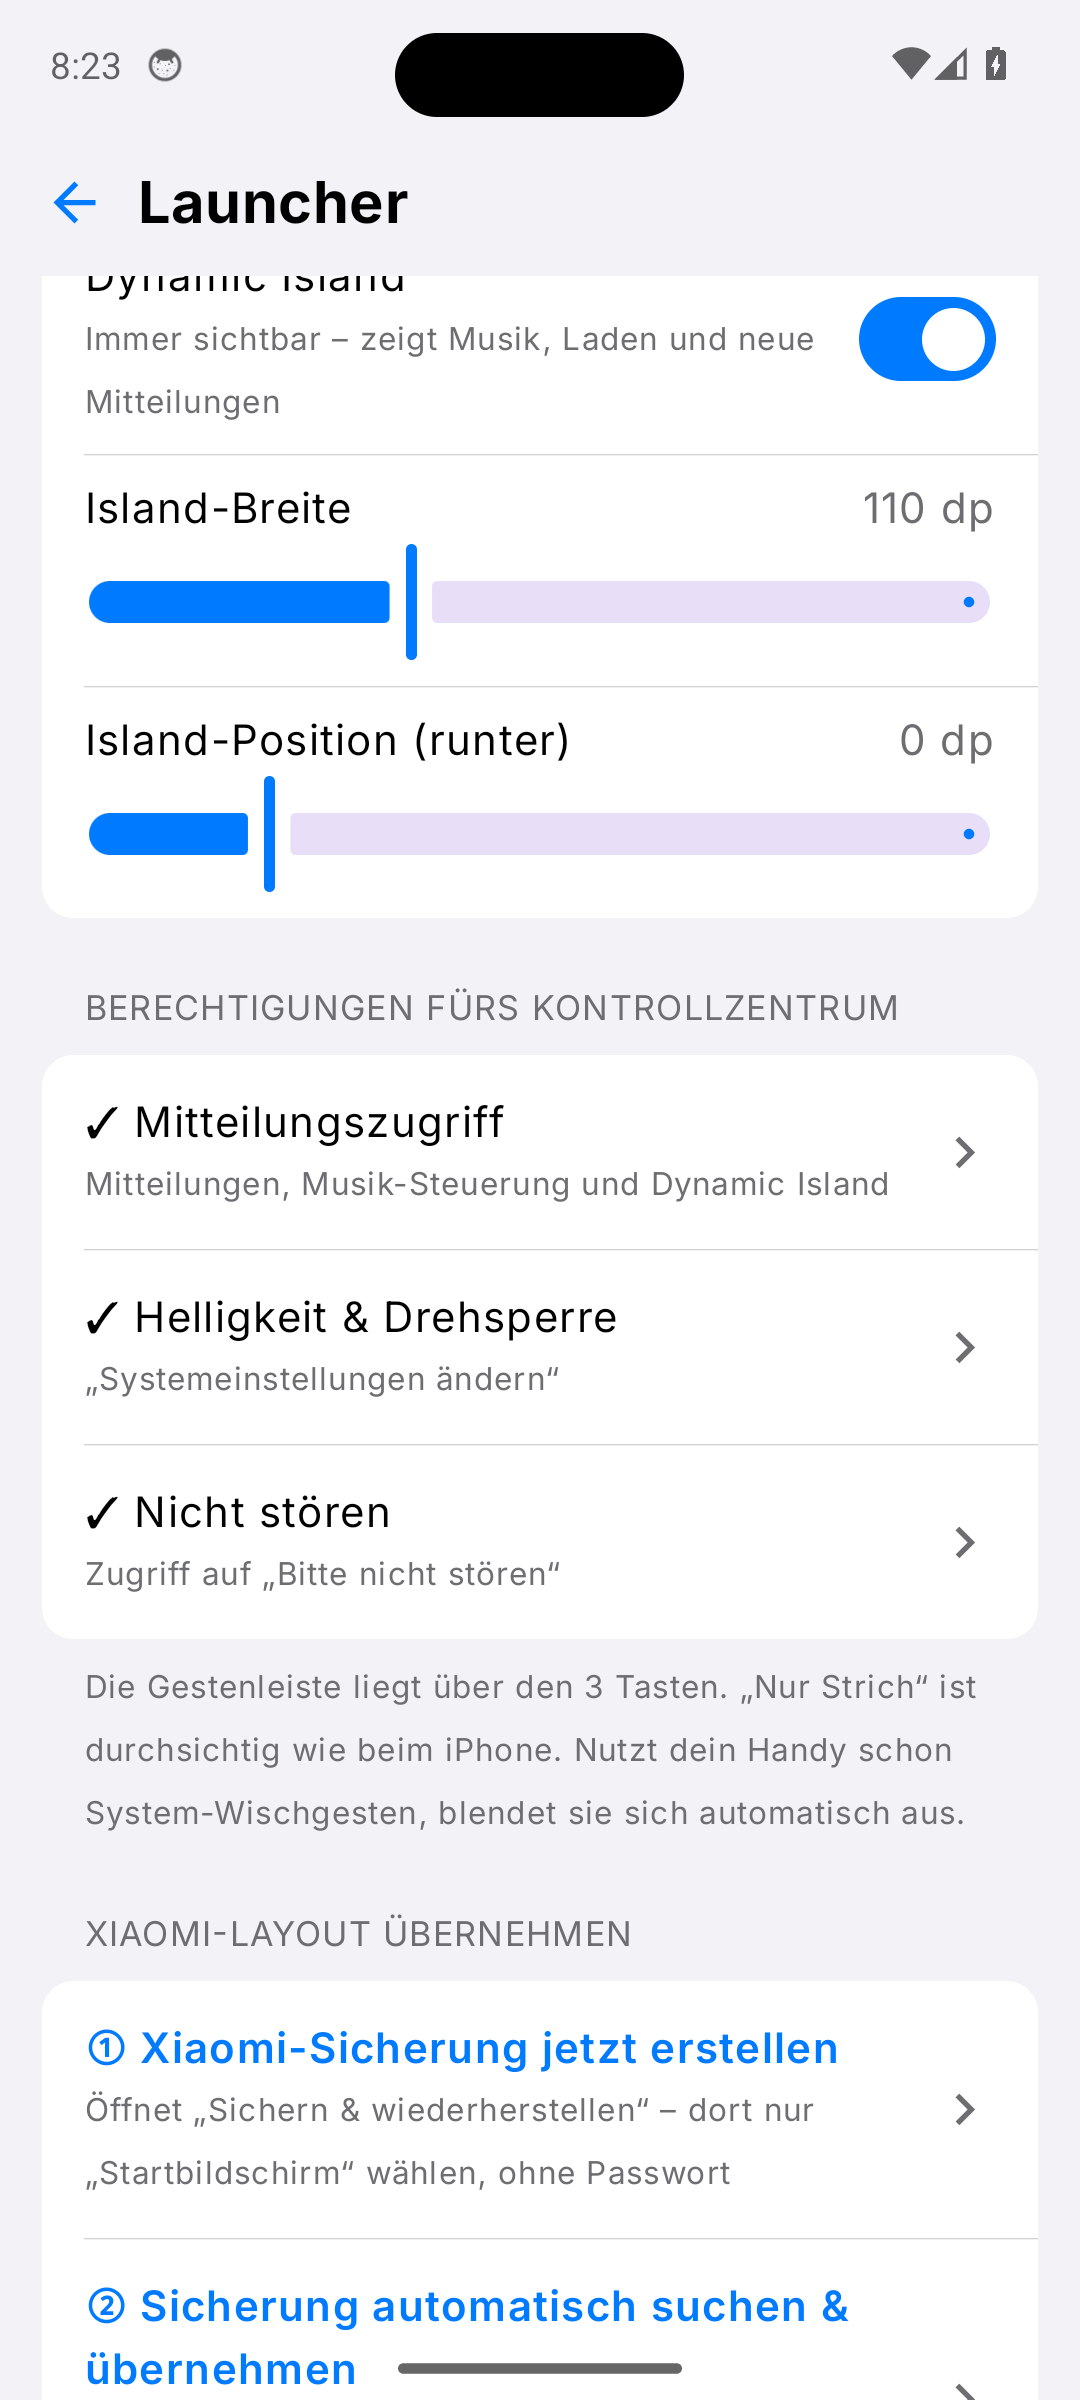 8:23
Launcher
Dynamic Island
Immer sichtbar – zeigt Musik, Laden und neue
Mitteilungen
Island-Breite
110 dp
Island-Position (runter)
0 dp
BERECHTIGUNGEN FÜRS KONTROLLZENTRUM
✓ Mitteilungszugriff
Mitteilungen, Musik-Steuerung und Dynamic Island
✓ Helligkeit & Drehsperre
„Systemeinstellungen ändern“
✓ Nicht stören
Zugriff auf „Bitte nicht stören“
Die Gestenleiste liegt über den 3 Tasten. „Nur Strich“ ist
durchsichtig wie beim iPhone. Nutzt dein Handy schon
System-Wischgesten, blendet sie sich automatisch aus.
XIAOMI-LAYOUT ÜBERNEHMEN
① Xiaomi-Sicherung jetzt erstellen
Öffnet „Sichern & wiederherstellen“ – dort nur
„Startbildschirm“ wählen, ohne Passwort
② Sicherung automatisch suchen &
übernehmen